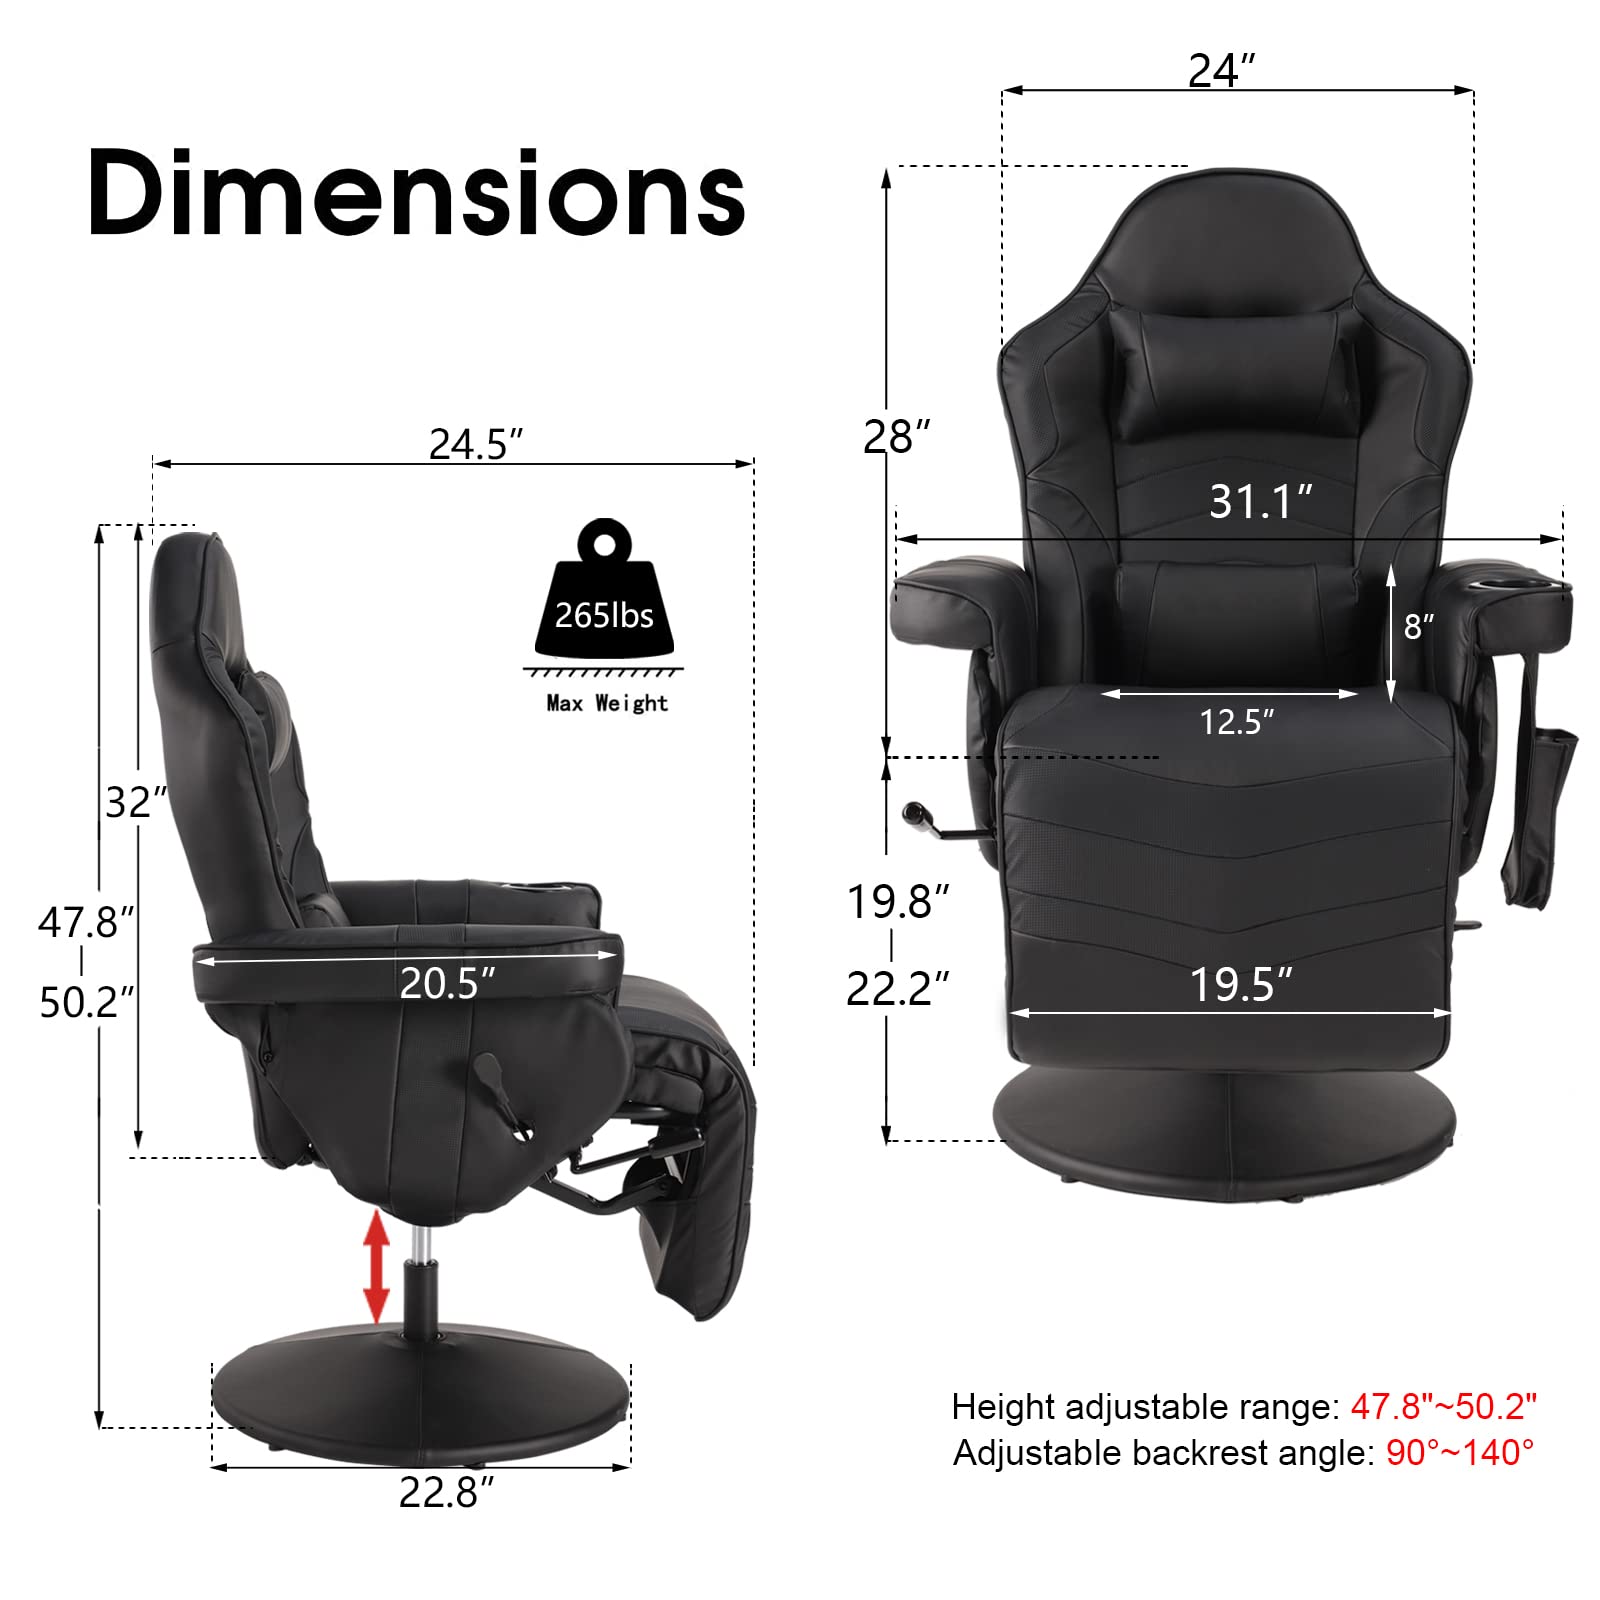 Dimensions
24″
24.5″
28″
31.1″
265lbs
Max Weight
8″
12.5″
32″
19.8″
47.8″
20.5″
22.2″
19.5″
50.2″
22.8″
Height adjustable range: 47.8"~50.2"
Adjustable backrest angle: 90°~140°